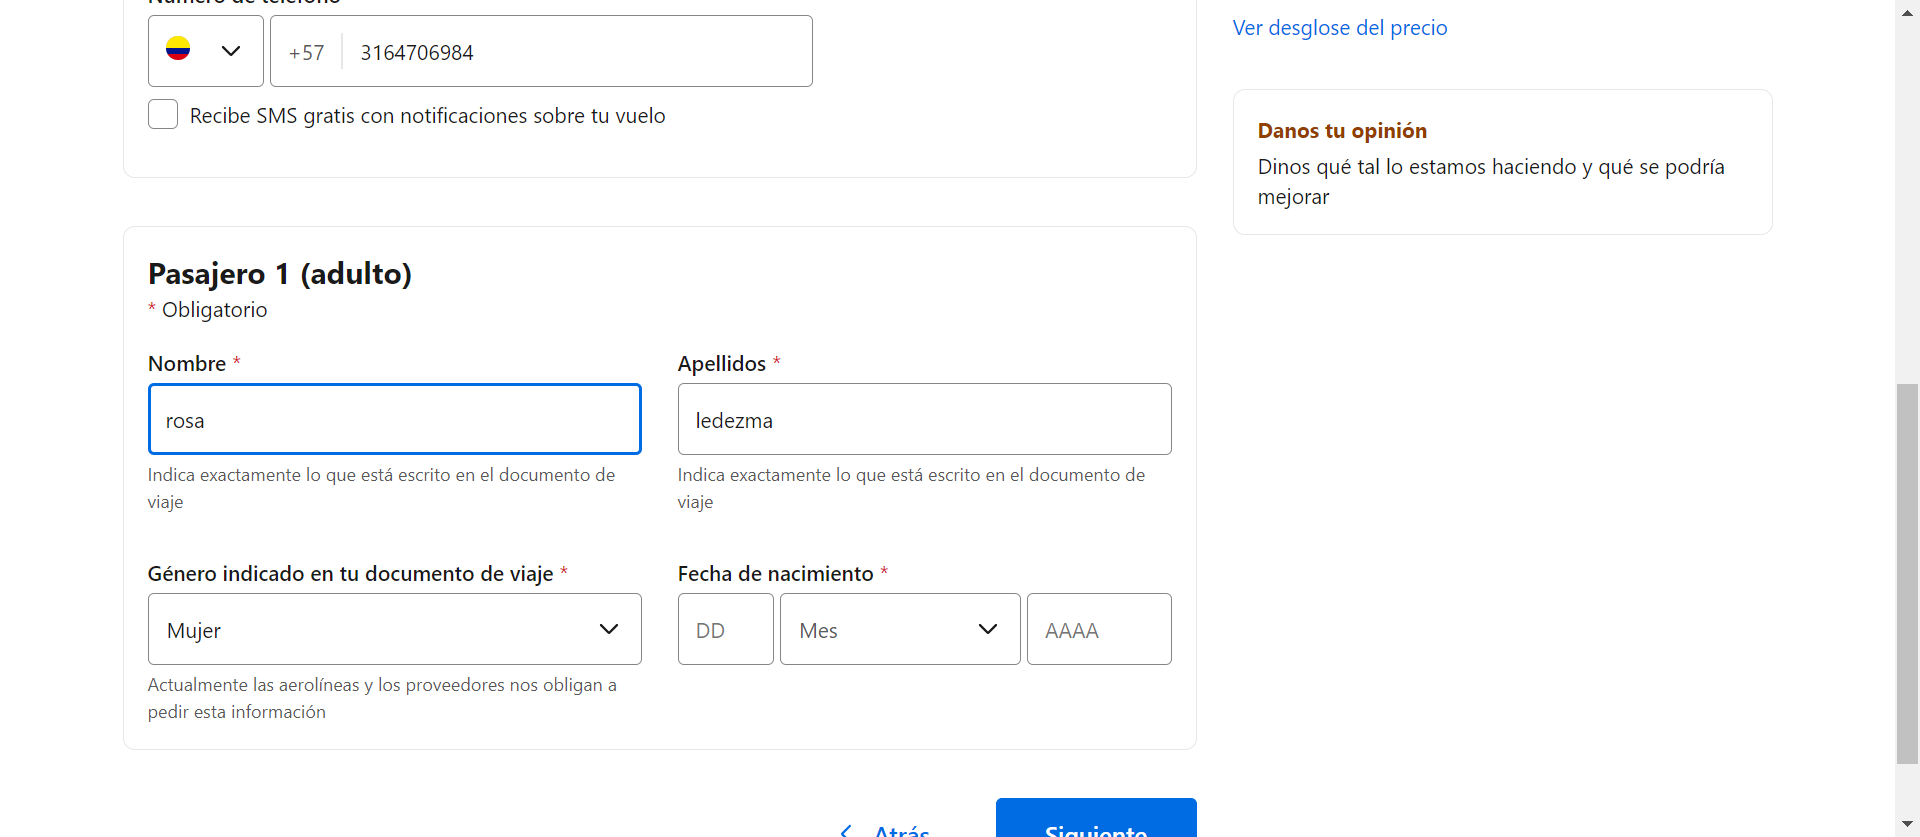 Número de teléfono
+57 3164706984
Recibe SMS gratis con notificaciones sobre tu vuelo
Ver desglose del precio
Danos tu opinión
Dinos qué tal lo estamos haciendo y qué se podría
mejorar
Pasajero 1 (adulto)
* Obligatorio
Nombre *
rosa
Indica exactamente lo que está escrito en el documento de
viaje
Apellidos *
ledezma
Indica exactamente lo que está escrito en el documento de
viaje
Género indicado en tu documento de viaje *
Mujer
Actualmente las aerolíneas y los proveedores nos obligan a
pedir esta información
Fecha de nacimiento *
DD Mes AAAA
Atrás
Siguiente